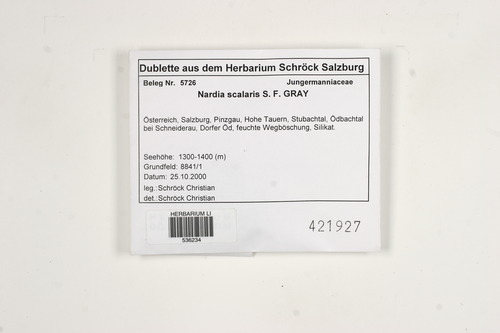 Dublette aus dem Herbarium Schröck Salzburg
Beleg Nr. 5726 Jungermanniaceae
Nardia scalaris S. F. GRAY
Österreich, Salzburg, Pinzgau, Hohe Tauern, Stubachtal, Ödbachtal
bei Schneiderau, Dorfer Öd, feuchte Wegböschung, Silikat.
Seehöhe: 1300-1400 (m)
Grundfeld: 8841/1
Datum: 25.10.2000
leg.: Schröck Christian
det.: Schröck Christian
HERBARIUM LI
536234
421927